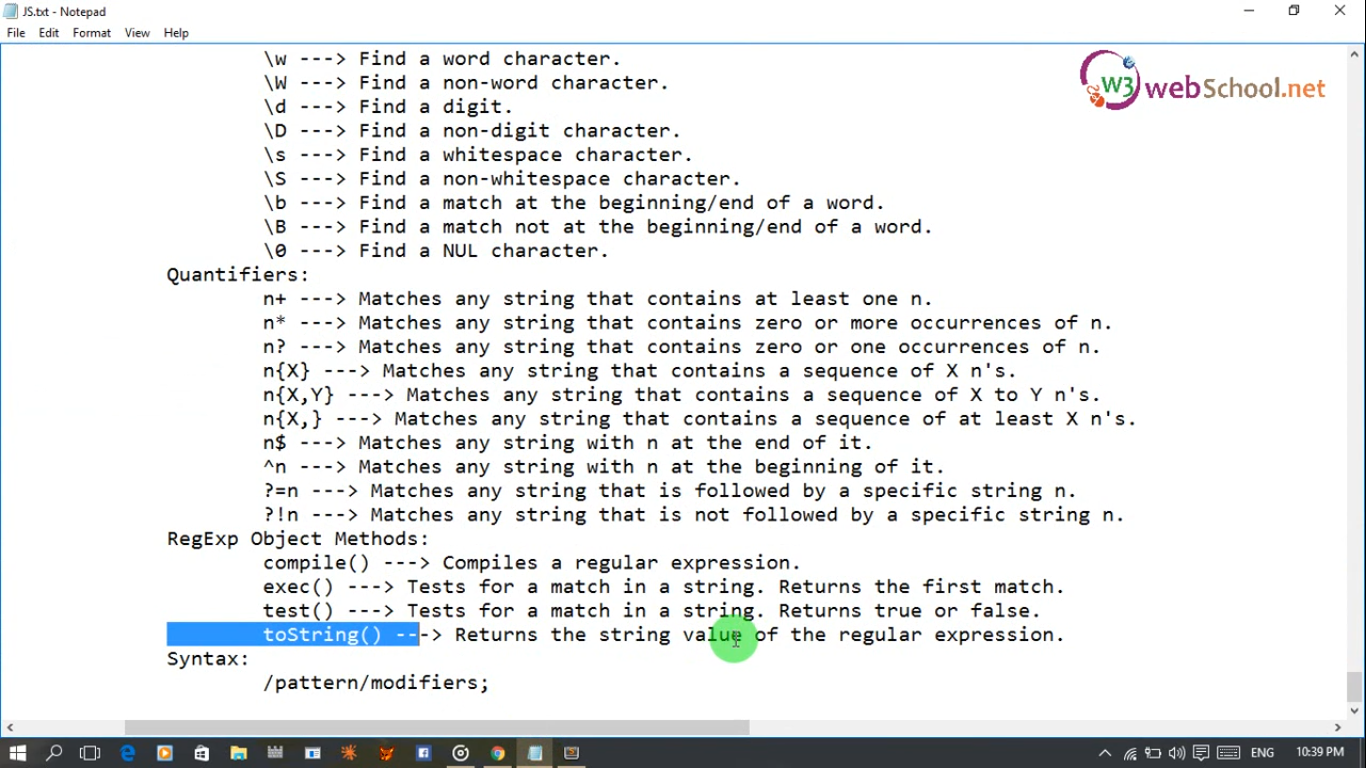 JS.txt - Notepad
File Edit Format View Help
\w ---> Find a word character.
\W ---> Find a non-word character.
\d ---> Find a digit.
\D ---> Find a non-digit character.
\s ---> Find a whitespace character.
\S ---> Find a non-whitespace character.
\b ---> Find a match at the beginning/end of a word.
\B ---> Find a match not at the beginning/end of a word.
\0 ---> Find a NUL character.
Quantifiers:
n+ ---> Matches any string that contains at least one n.
n* ---> Matches any string that contains zero or more occurrences of n.
n? ---> Matches any string that contains zero or one occurrences of n.
n{X} ---> Matches any string that contains a sequence of X n's.
n{X,Y} ---> Matches any string that contains a sequence of X to Y n's.
n{X,} ---> Matches any string that contains a sequence of at least X n's.
n$ ---> Matches any string with n at the end of it.
^n ---> Matches any string with n at the beginning of it.
?=n ---> Matches any string that is followed by a specific string n.
?!n ---> Matches any string that is not followed by a specific string n.
RegExp Object Methods:
compile() ---> Compiles a regular expression.
exec() ---> Tests for a match in a string. Returns the first match.
test() ---> Tests for a match in a string. Returns true or false.
toString() ---> Returns the string value of the regular expression.
Syntax:
/pattern/modifiers;
W3 webSchool.net
ENG 10:39 PM